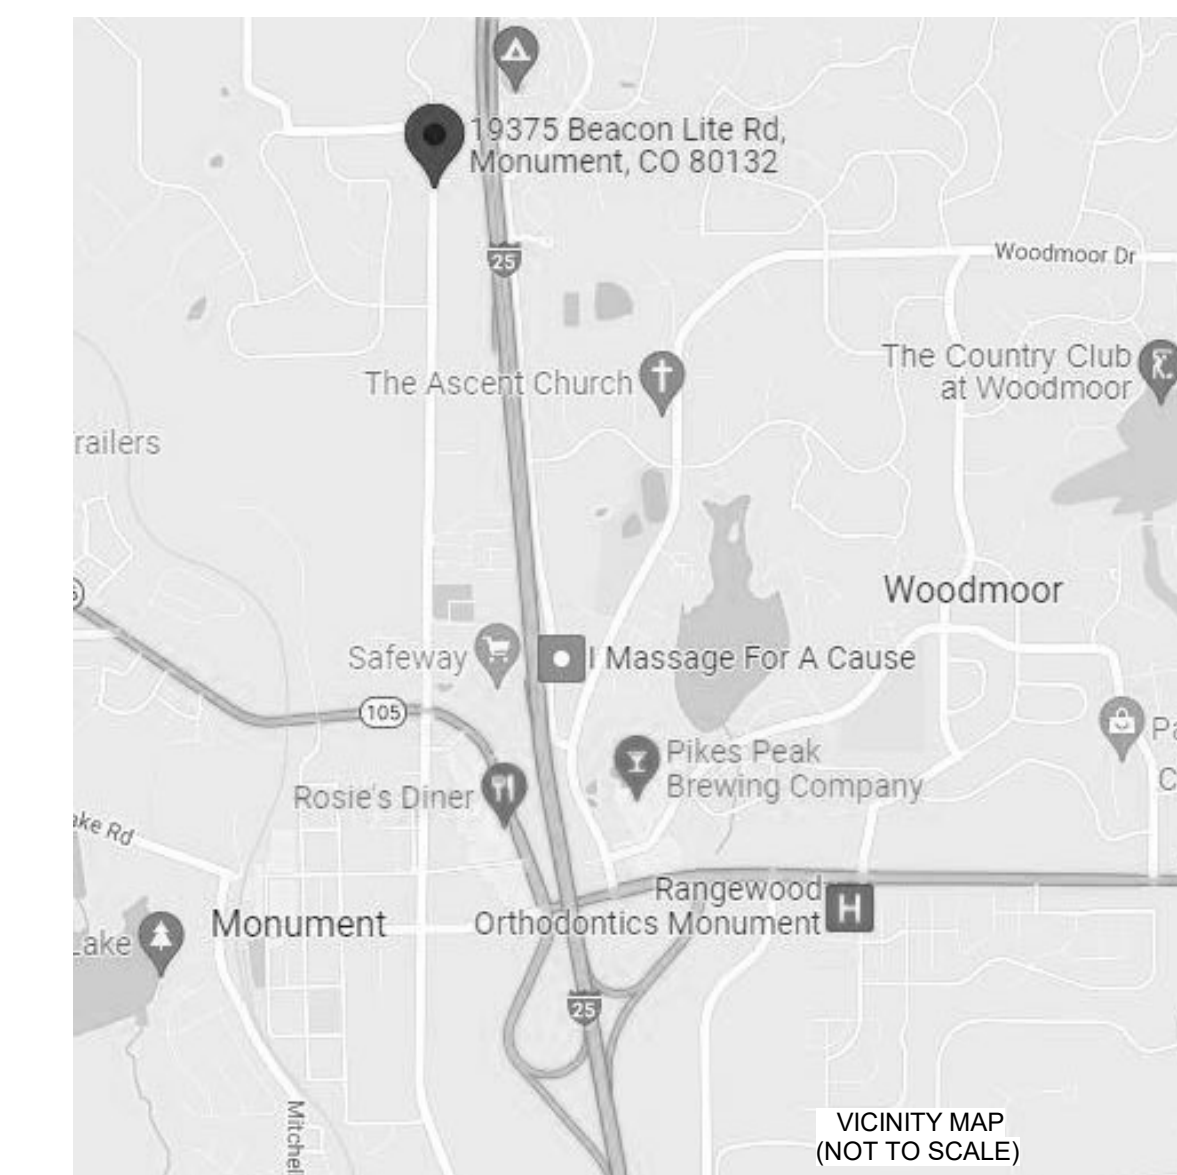 19375 Beacon Lite Rd,
Monument, CO 80132
25
Woodmoor Dr
The Country Club
at Woodmoor
The Ascent Church
railers
Woodmoor
Safeway
I Massage For A Cause
105
Pikes Peak
Brewing Company
Rosie's Diner
ake Rd
Rangewood
Orthodontics Monument
H
Monument
Lake
25
Mitchel
VICINITY MAP
(NOT TO SCALE)